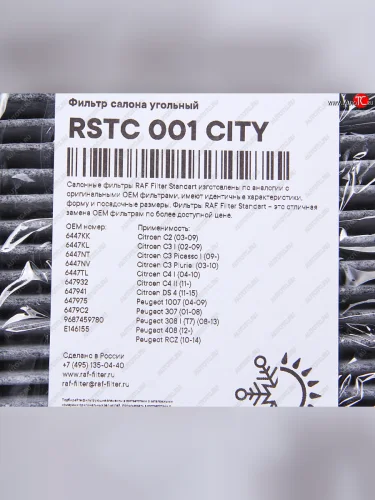 Фильтр салона угольный
RSTC 001 CITY
Салонные фильтры RAF Filter Standart изготовлены по аналогии с
оригинальными OEM фильтрами, имеют идентичные характеристики,
форму и посадочные размеры. Фильтры RAF Filter Standart – это отличная
замена OEM фильтрам по более доступной цене.
OEM номер:
6447KK
6447KL
6447NT
6447NV
6447TL
647932
647941
647975
6479C2
9687459780
E146155
Применимость:
Citroen C2 (03-09)
Citroen C3 I (02-09)
Citroen C3 Picasso I (09-)
Citroen C3 Pluriel (03-10)
Citroen C4 I (04-10)
Citroen C4 II (11-)
Citroen DS 4 (11-15)
Peugeot 1007 (04-09)
Peugeot 307 (01-08)
Peugeot 308 I (T7) (08-13)
Peugeot 408 (12-)
Peugeot RCZ (10-14)
Сделано в России
+7 (495) 135-04-40
www.raf-filter.ru
raf-filter@raf-filter.ru